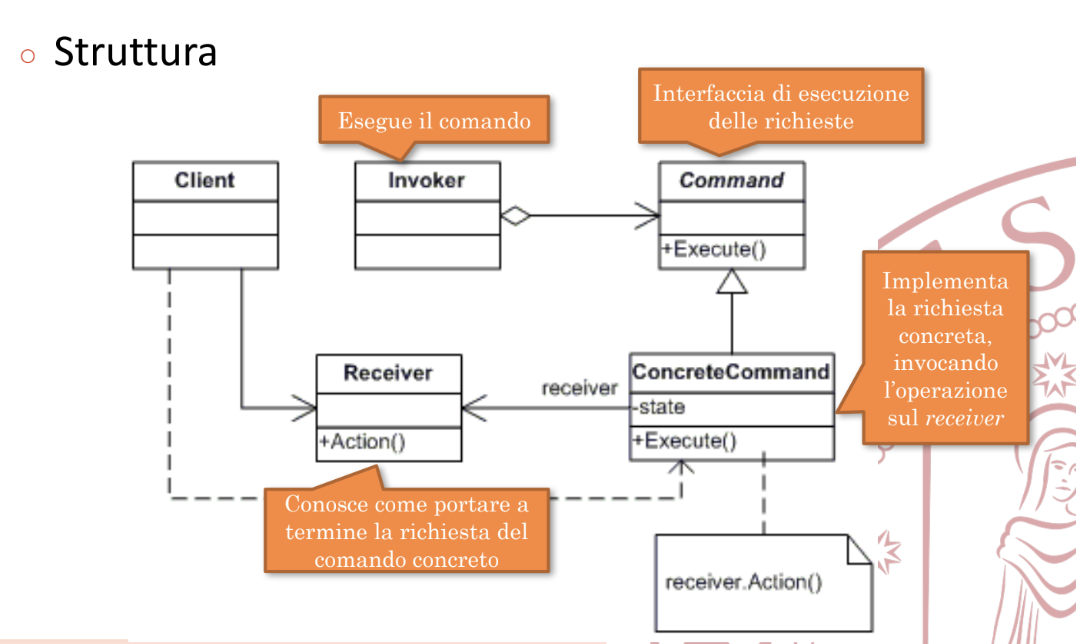 Struttura
Esegue il comando
Interfaccia di esecuzione
delle richieste
Client
Invoker
Command
+Execute()
Implementa
la richiesta
concreta,
invocando
l'operazione
sul receiver
Receiver
+Action()
receiver
ConcreteCommand
-state
+Execute()
Conosce come portare a
termine la richiesta del
comando concreto
receiver.Action()